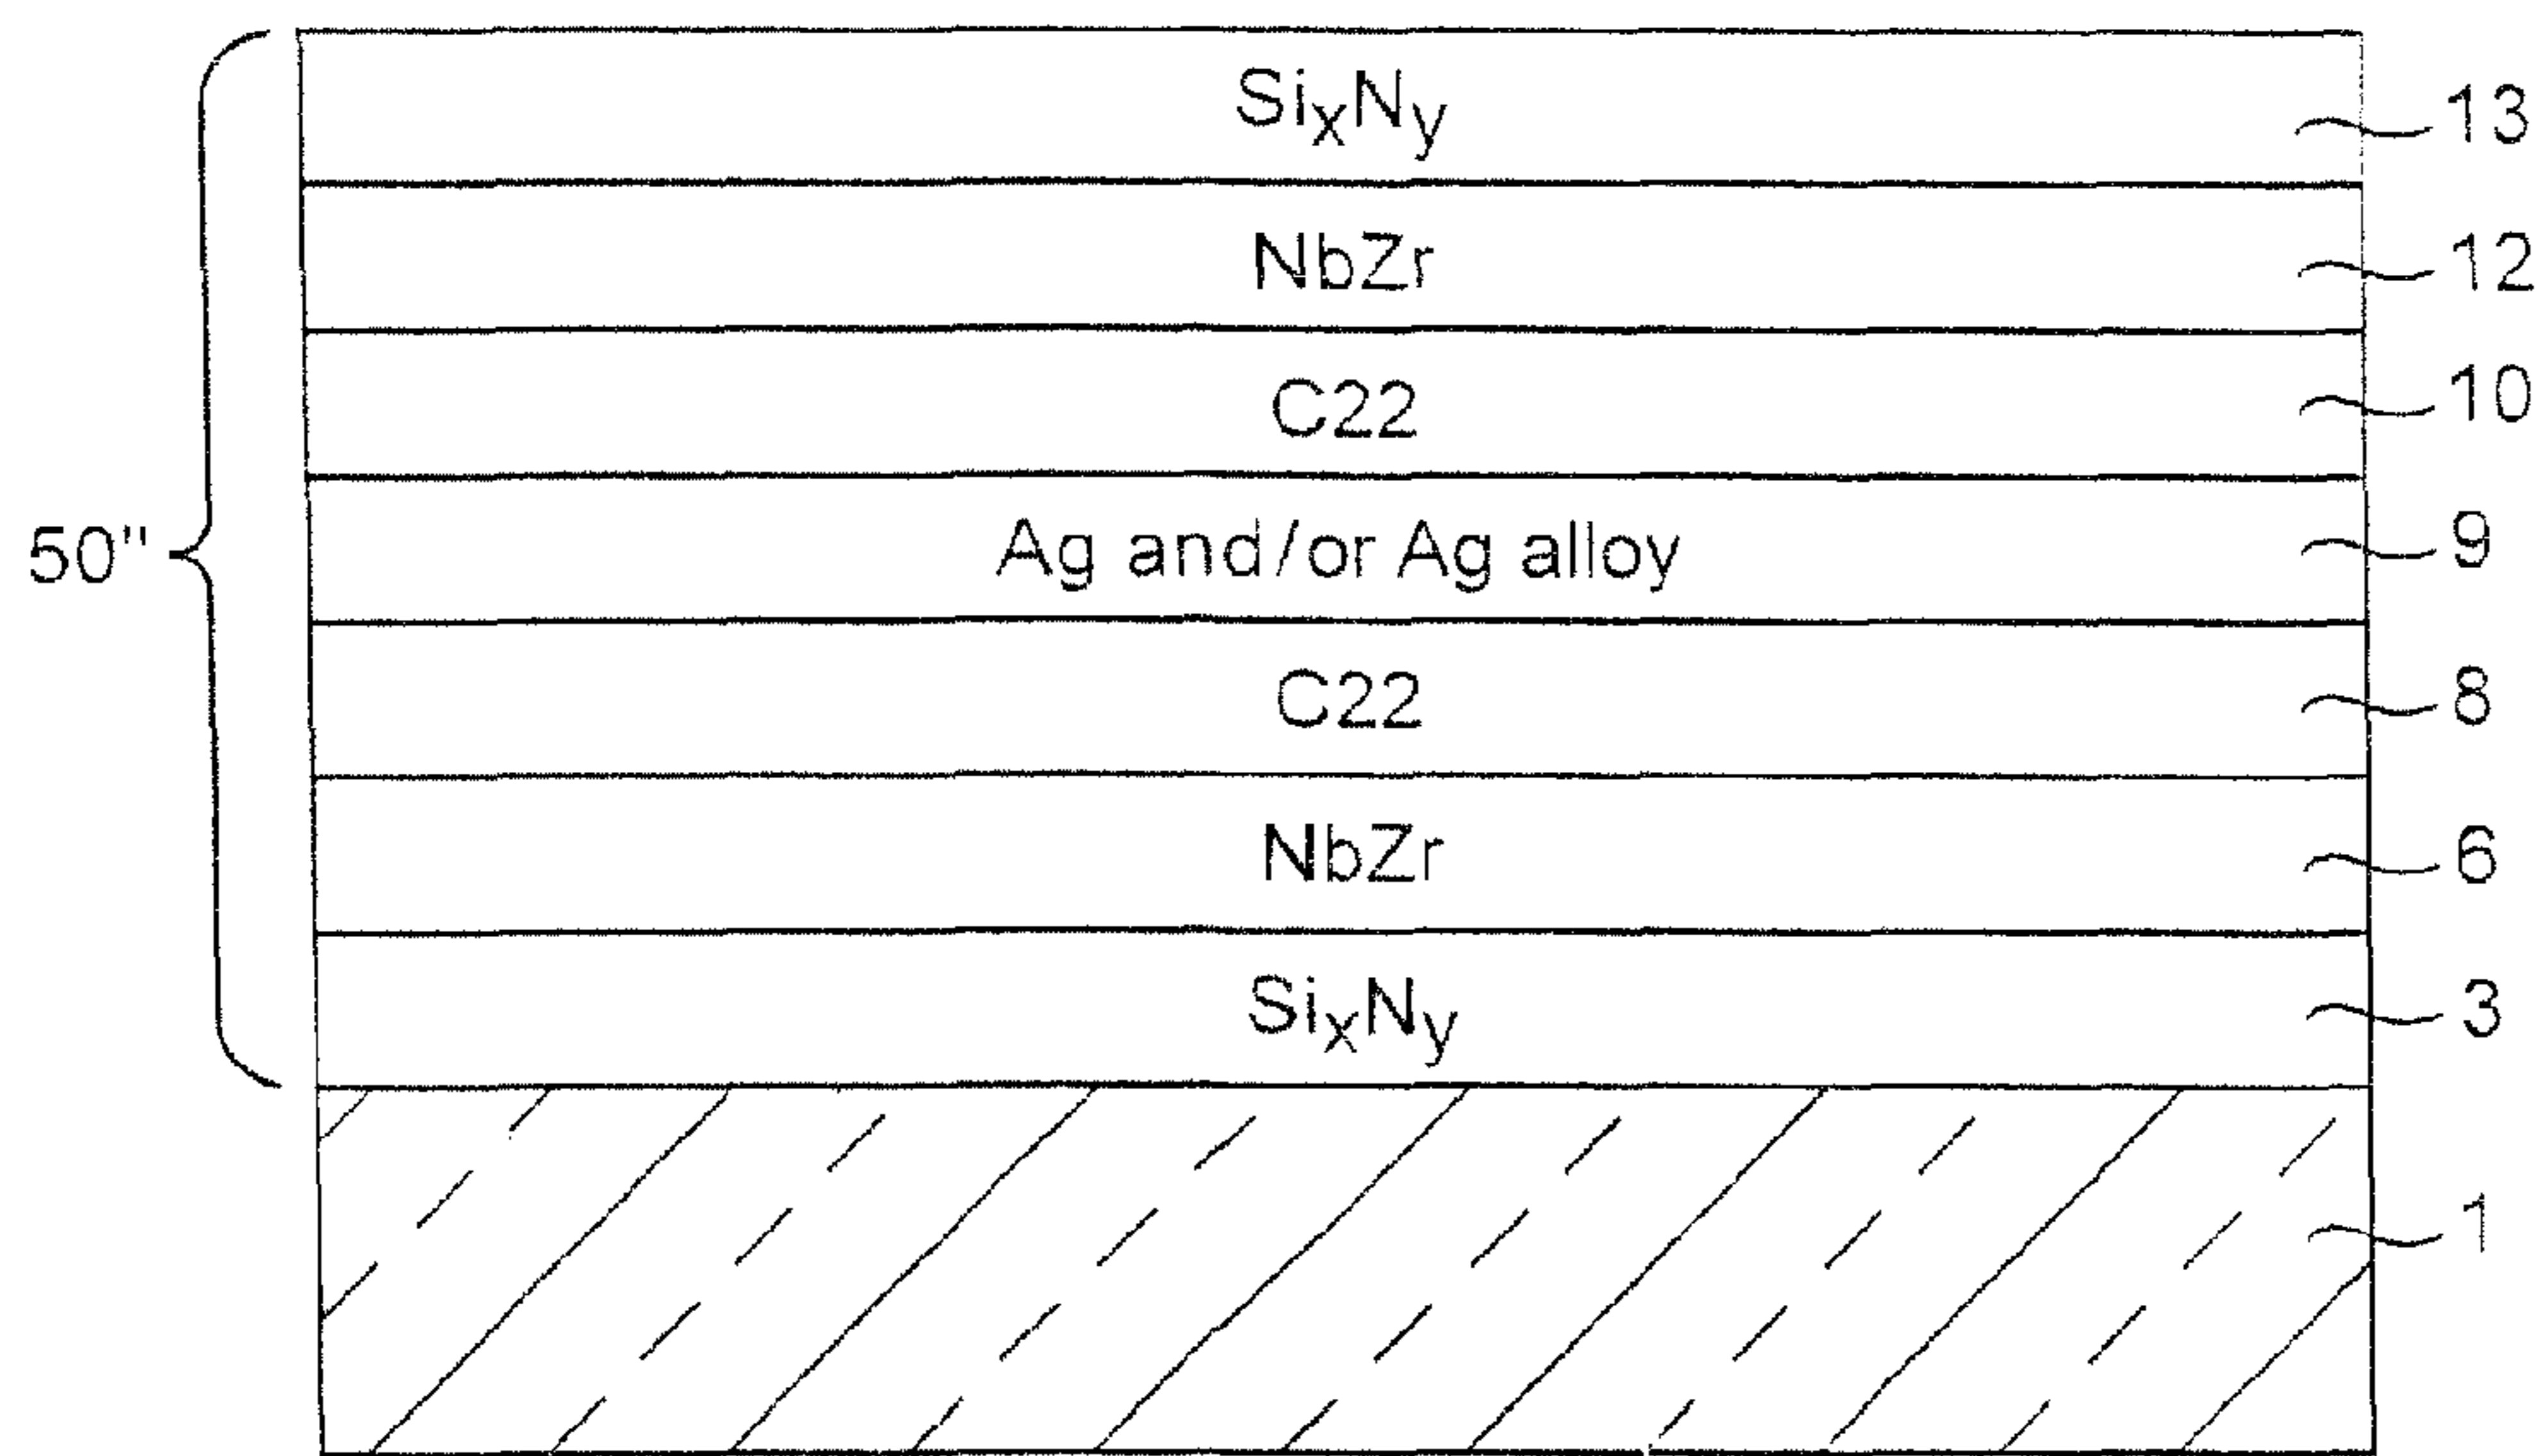 SixNy 13
NbZr 12
C22 10
50" Ag and/or Ag alloy 9
C22 8
NbZr 6
SixNy 3
1